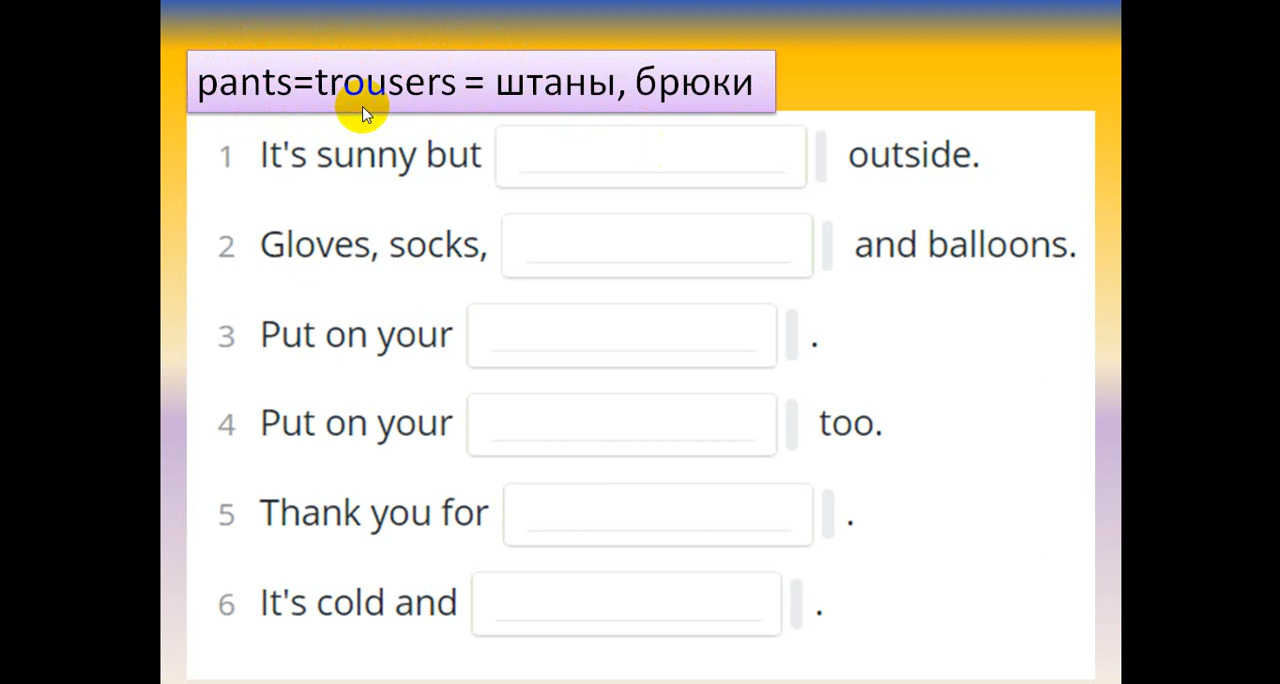 pants=trousers = штаны, брюки
1 It's sunny but outside.
2 Gloves, socks, and balloons.
3 Put on your .
4 Put on your too.
5 Thank you for .
6 It's cold and .